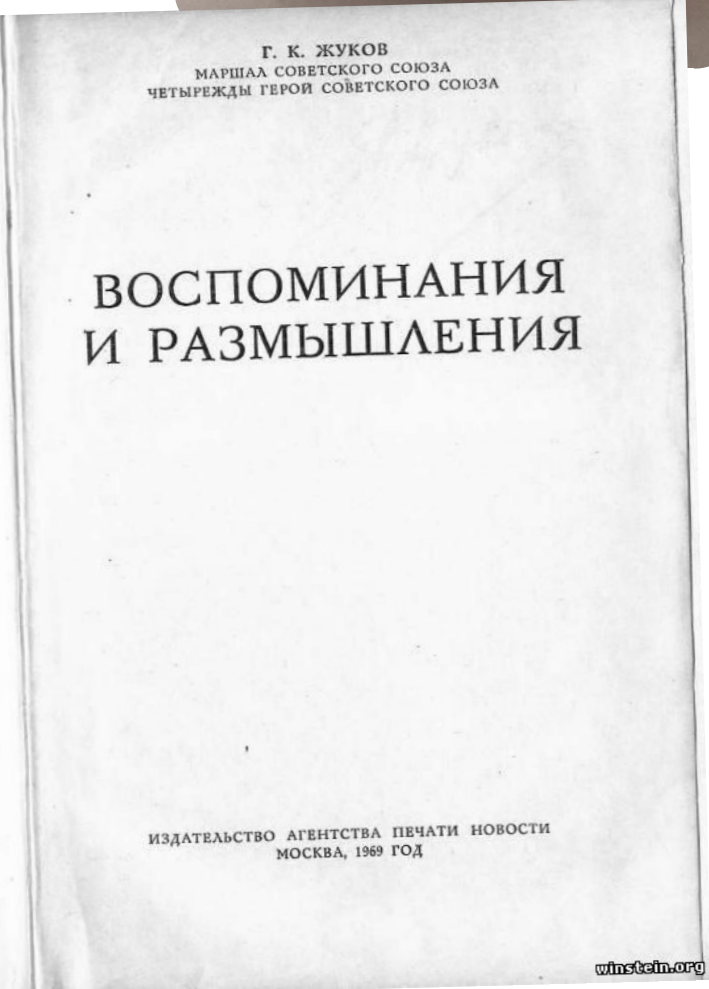 Г. К. ЖУКОВ
МАРШАЛ СОВЕТСКОГО СОЮЗА
ЧЕТЫРЕЖДЫ ГЕРОЙ СОВЕТСКОГО СОЮЗА
ВОСПОМИНАНИЯ
И РАЗМЫШЛЕНИЯ
ИЗДАТЕЛЬСТВО АГЕНТСТВА ПЕЧАТИ НОВОСТИ
МОСКВА, 1969 ГОД
winstein.org